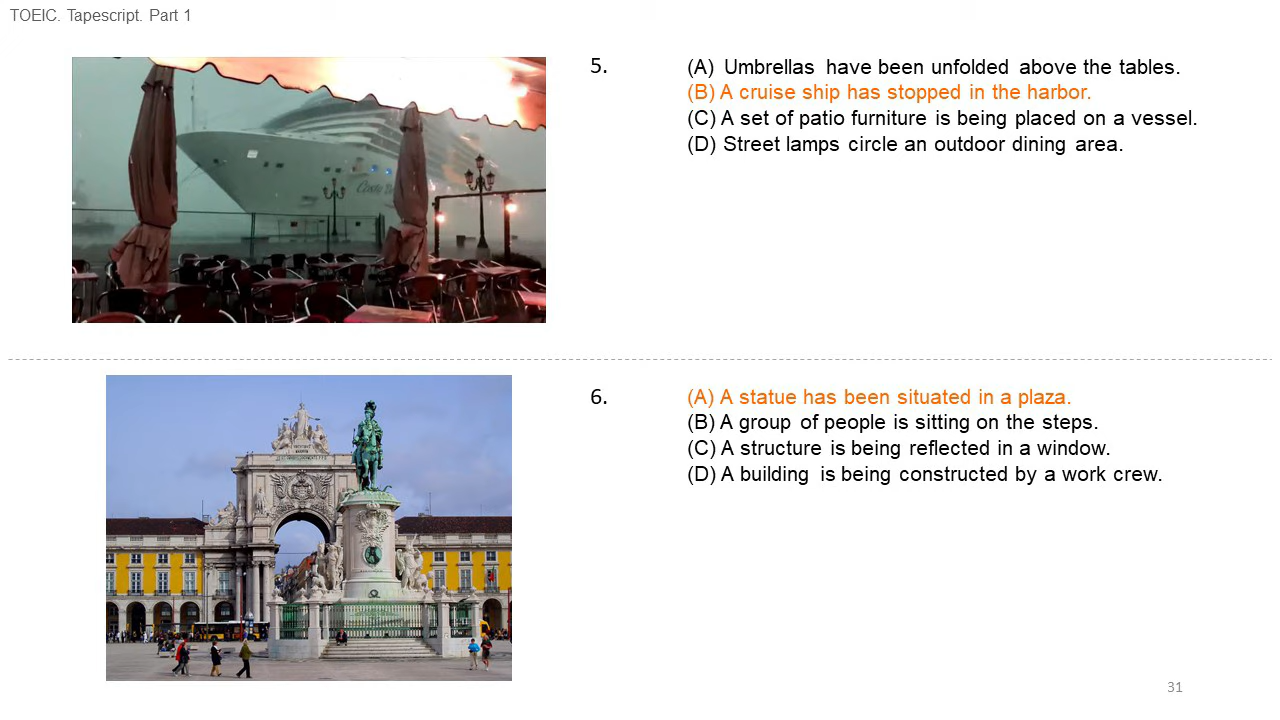 TOEIC. Tapescript. Part 1
5.
(A) Umbrellas have been unfolded above the tables.
(B) A cruise ship has stopped in the harbor.
(C) A set of patio furniture is being placed on a vessel.
(D) Street lamps circle an outdoor dining area.
6.
(A) A statue has been situated in a plaza.
(B) A group of people is sitting on the steps.
(C) A structure is being reflected in a window.
(D) A building is being constructed by a work crew.
31